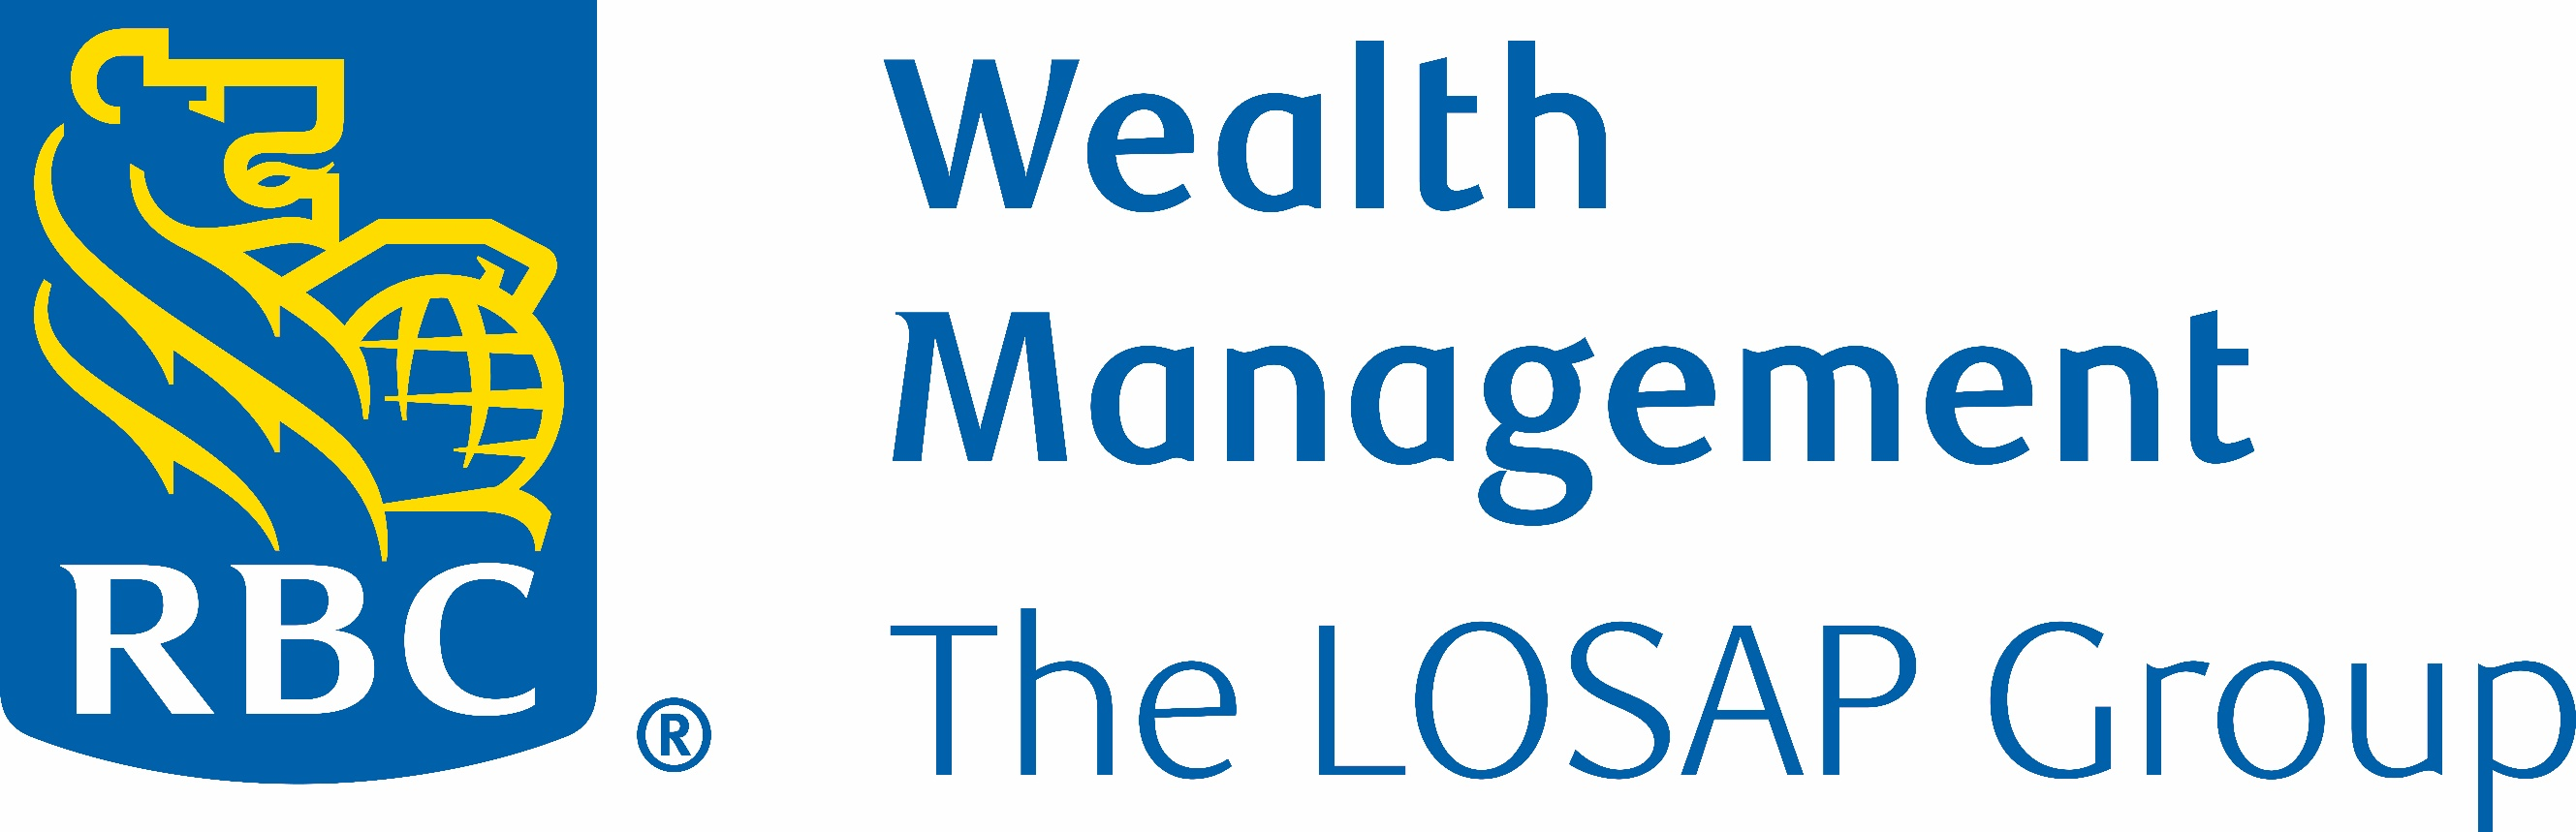 RBC
®
Wealth
Management
The LOSAP Group